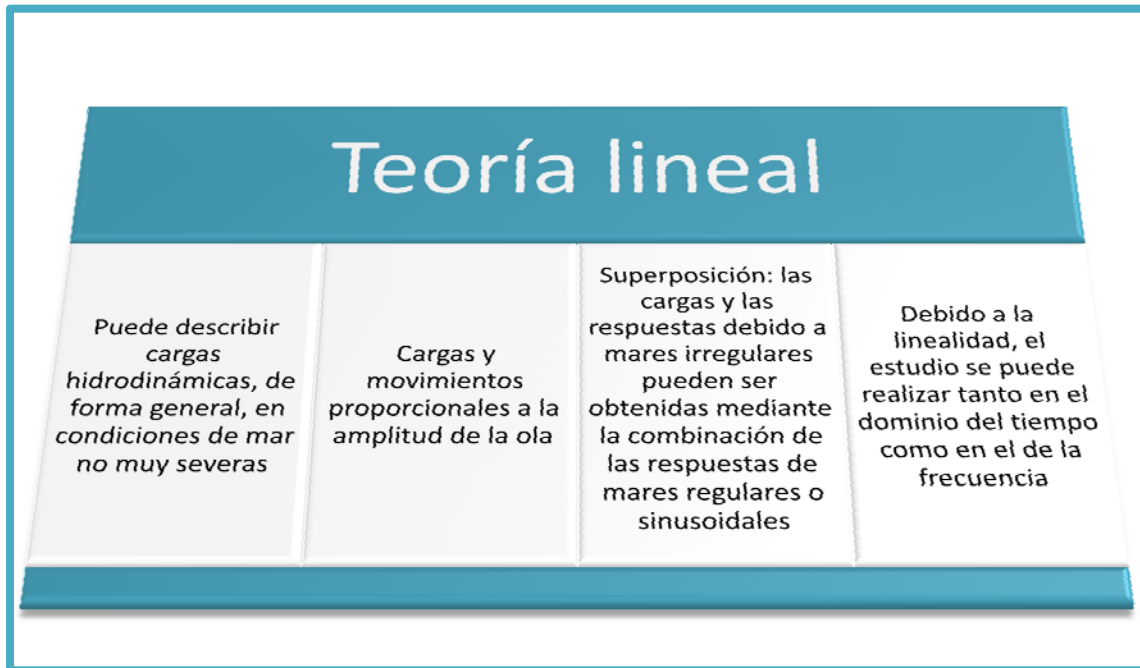 Teoría lineal
Puede describir
cargas
hidrodinámicas, de
forma general, en
condiciones de mar
no muy severas
Cargas y
movimientos
proporcionales a la
amplitud de la ola
Superposición: las
cargas y las
respuestas debido a
mares irregulares
pueden ser
obtenidas mediante
la combinación de
las respuestas de
mares regulares o
sinusoidales
Debido a la
linealidad, el
estudio se puede
realizar tanto en el
dominio del tiempo
como en el de la
frecuencia